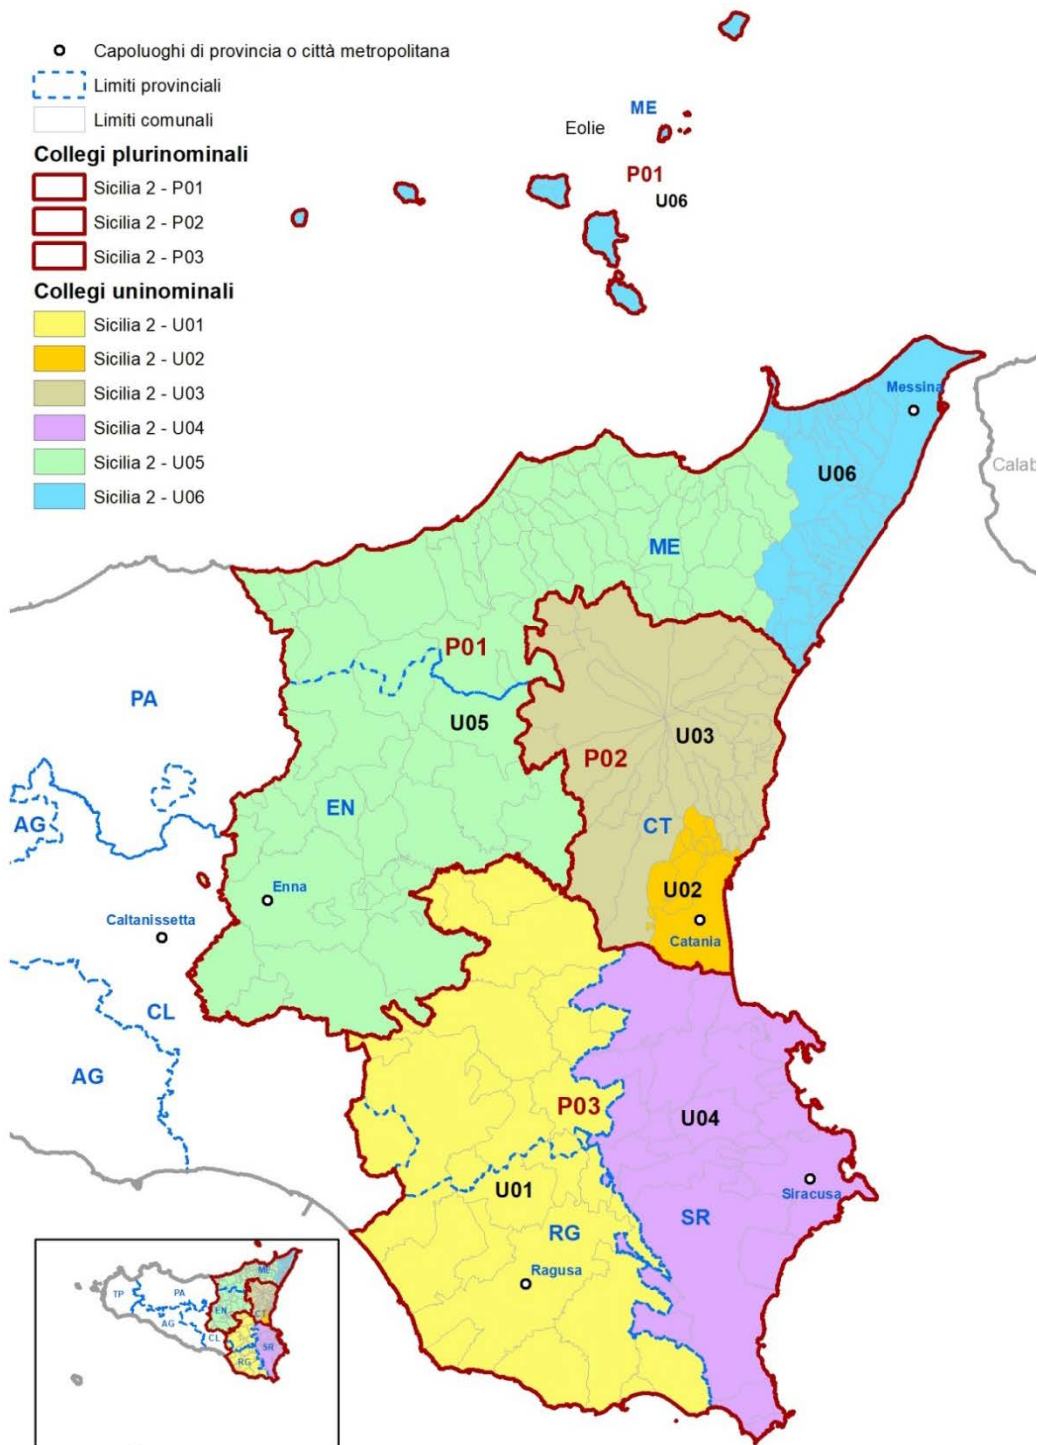 Capoluoghi di provincia o città metropolitana
Limiti provinciali
Limiti comunali
Collegi plurinominali
Sicilia 2 - P01
Sicilia 2 - P02
Sicilia 2 - P03
Collegi uninominali
Sicilia 2 - U01
Sicilia 2 - U02
Sicilia 2 - U03
Sicilia 2 - U04
Sicilia 2 - U05
Sicilia 2 - U06
ME
Eolie
P01
U06
Messina
Calab
U06
ME
P01
PA
U05
U03
P02
EN
AG
CT
U02
Enna
Caltanissetta
Catania
CL
AG
P03
U04
U01
Siracusa
SR
RG
Ragusa
ME
TP
PA
EN
CT
AG
CL
SR
RG